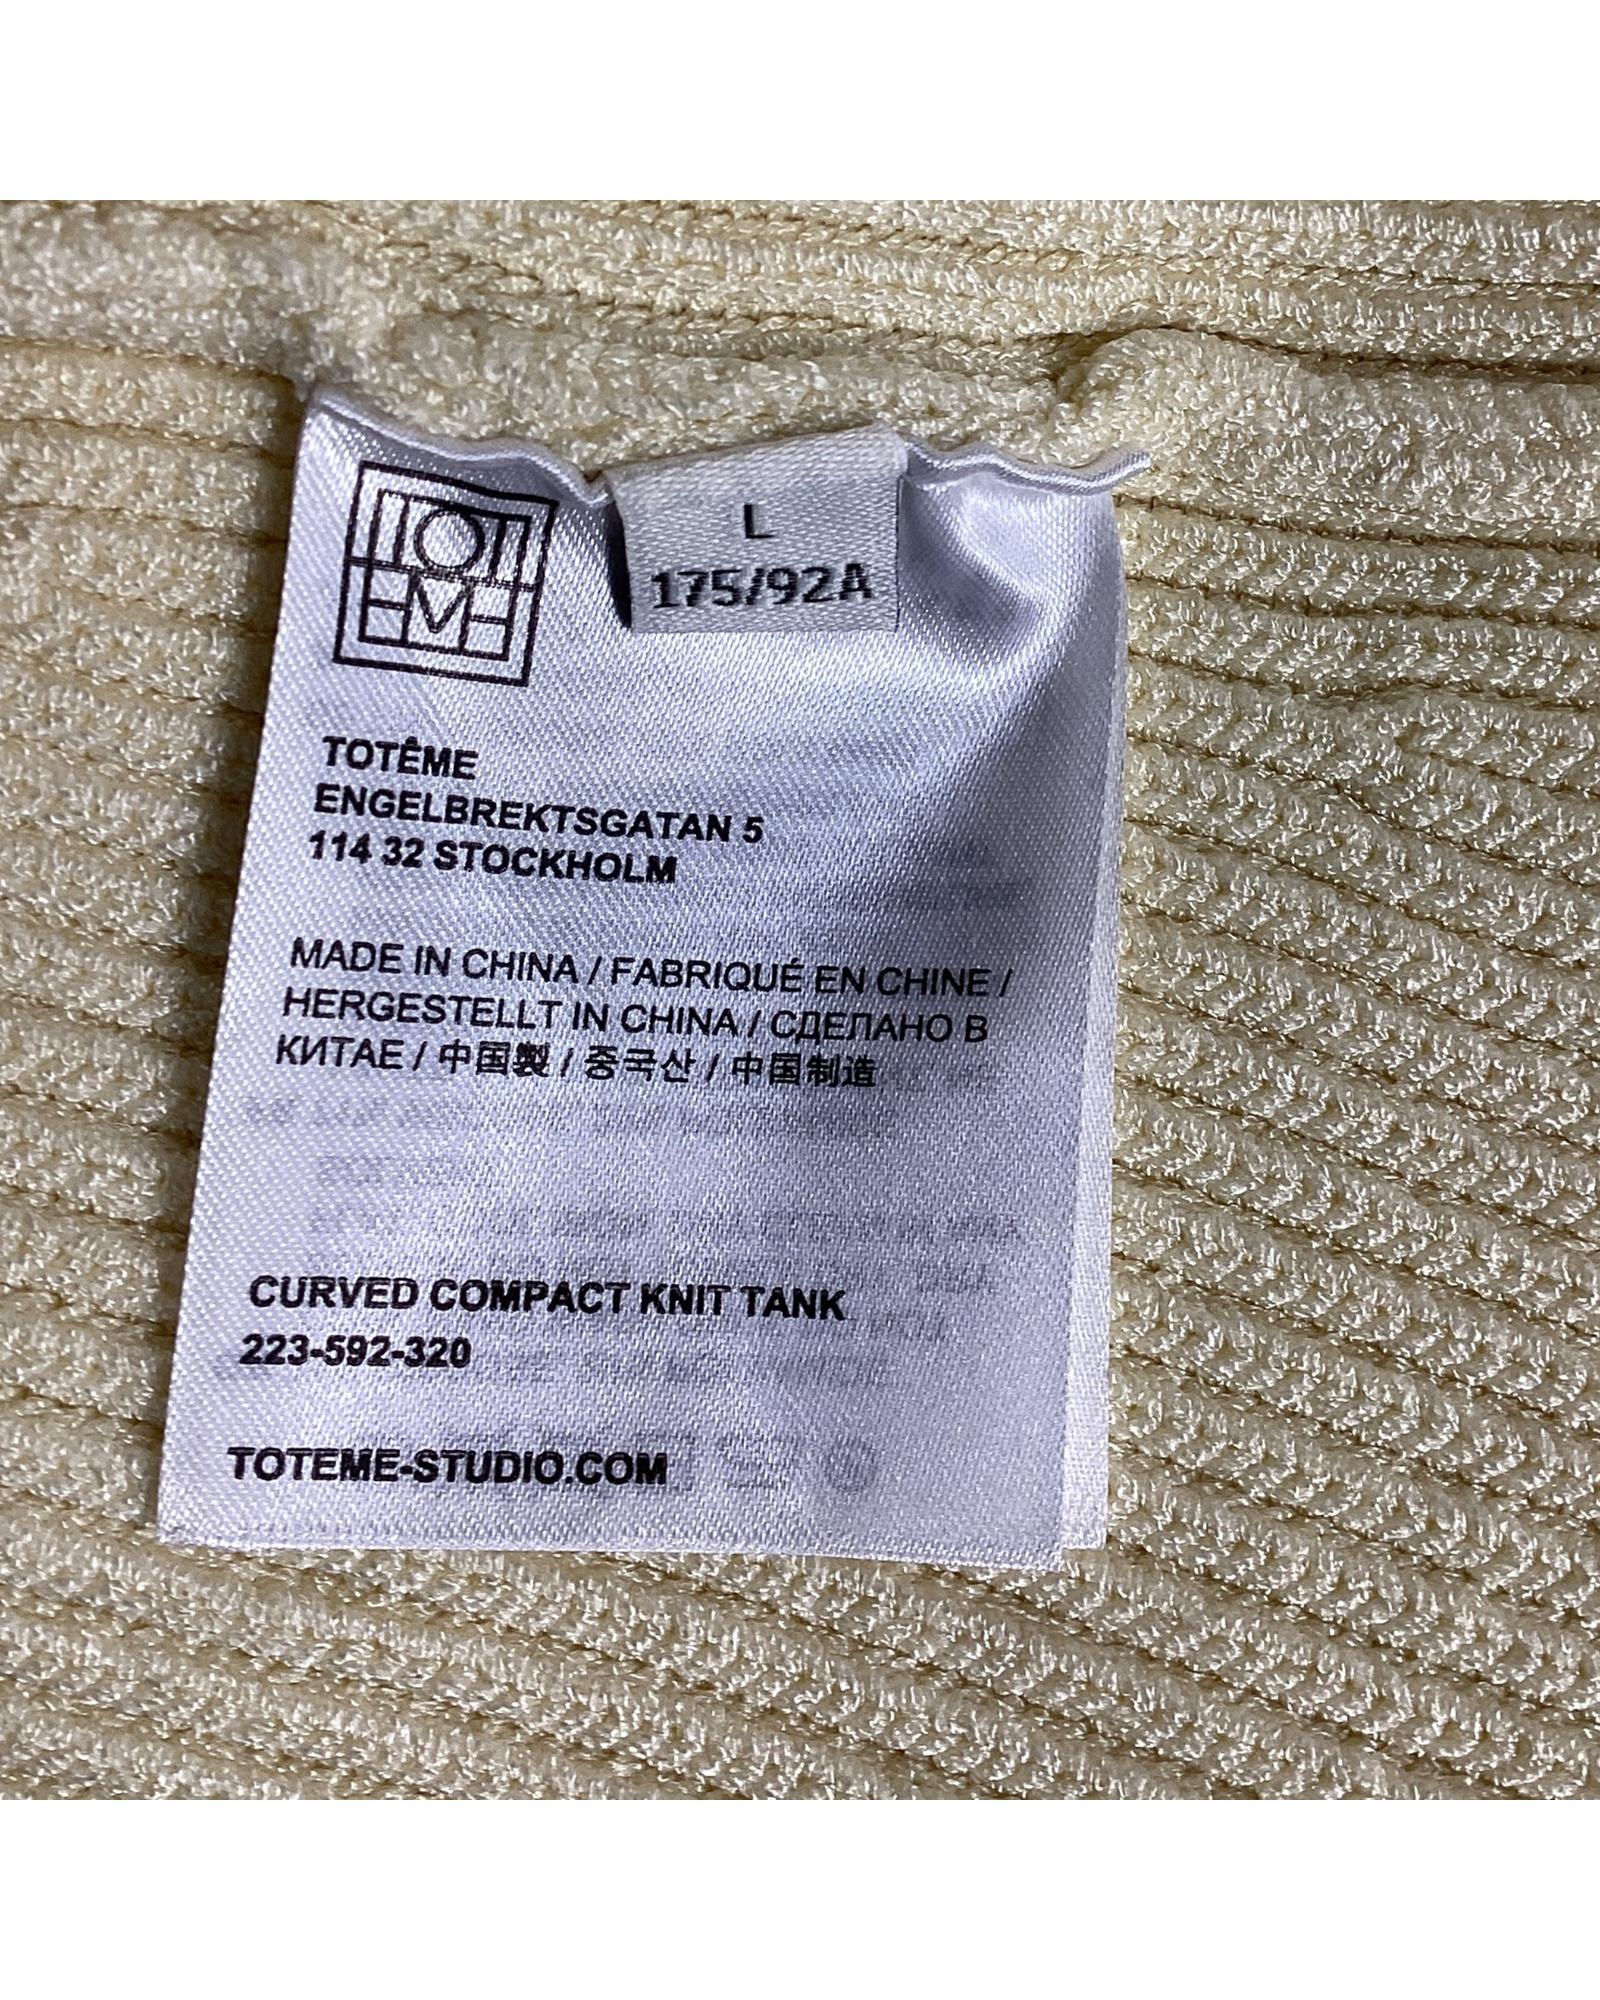 TOTEME
L
175/92A
TOTÊME
ENGELBREKTSGATAN 5
114 32 STOCKHOLM
MADE IN CHINA / FABRIQUÉ EN CHINE /
HERGESTELLT IN CHINA / СДЕЛАНО В
КИТАЕ / 中国製 / 중국산 / 中国制造
CURVED COMPACT KNIT TANK
223-592-320
TOTEME-STUDIO.COM